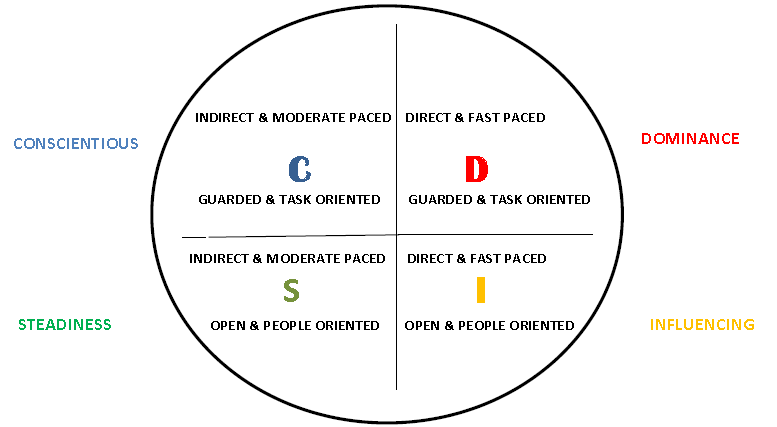 INDIRECT & MODERATE PACED
DIRECT & FAST PACED
CONSCIENTIOUS
DOMINANCE
C
D
GUARDED & TASK ORIENTED
GUARDED & TASK ORIENTED
INDIRECT & MODERATE PACED
DIRECT & FAST PACED
S
I
STEADINESS
OPEN & PEOPLE ORIENTED
OPEN & PEOPLE ORIENTED
INFLUENCING